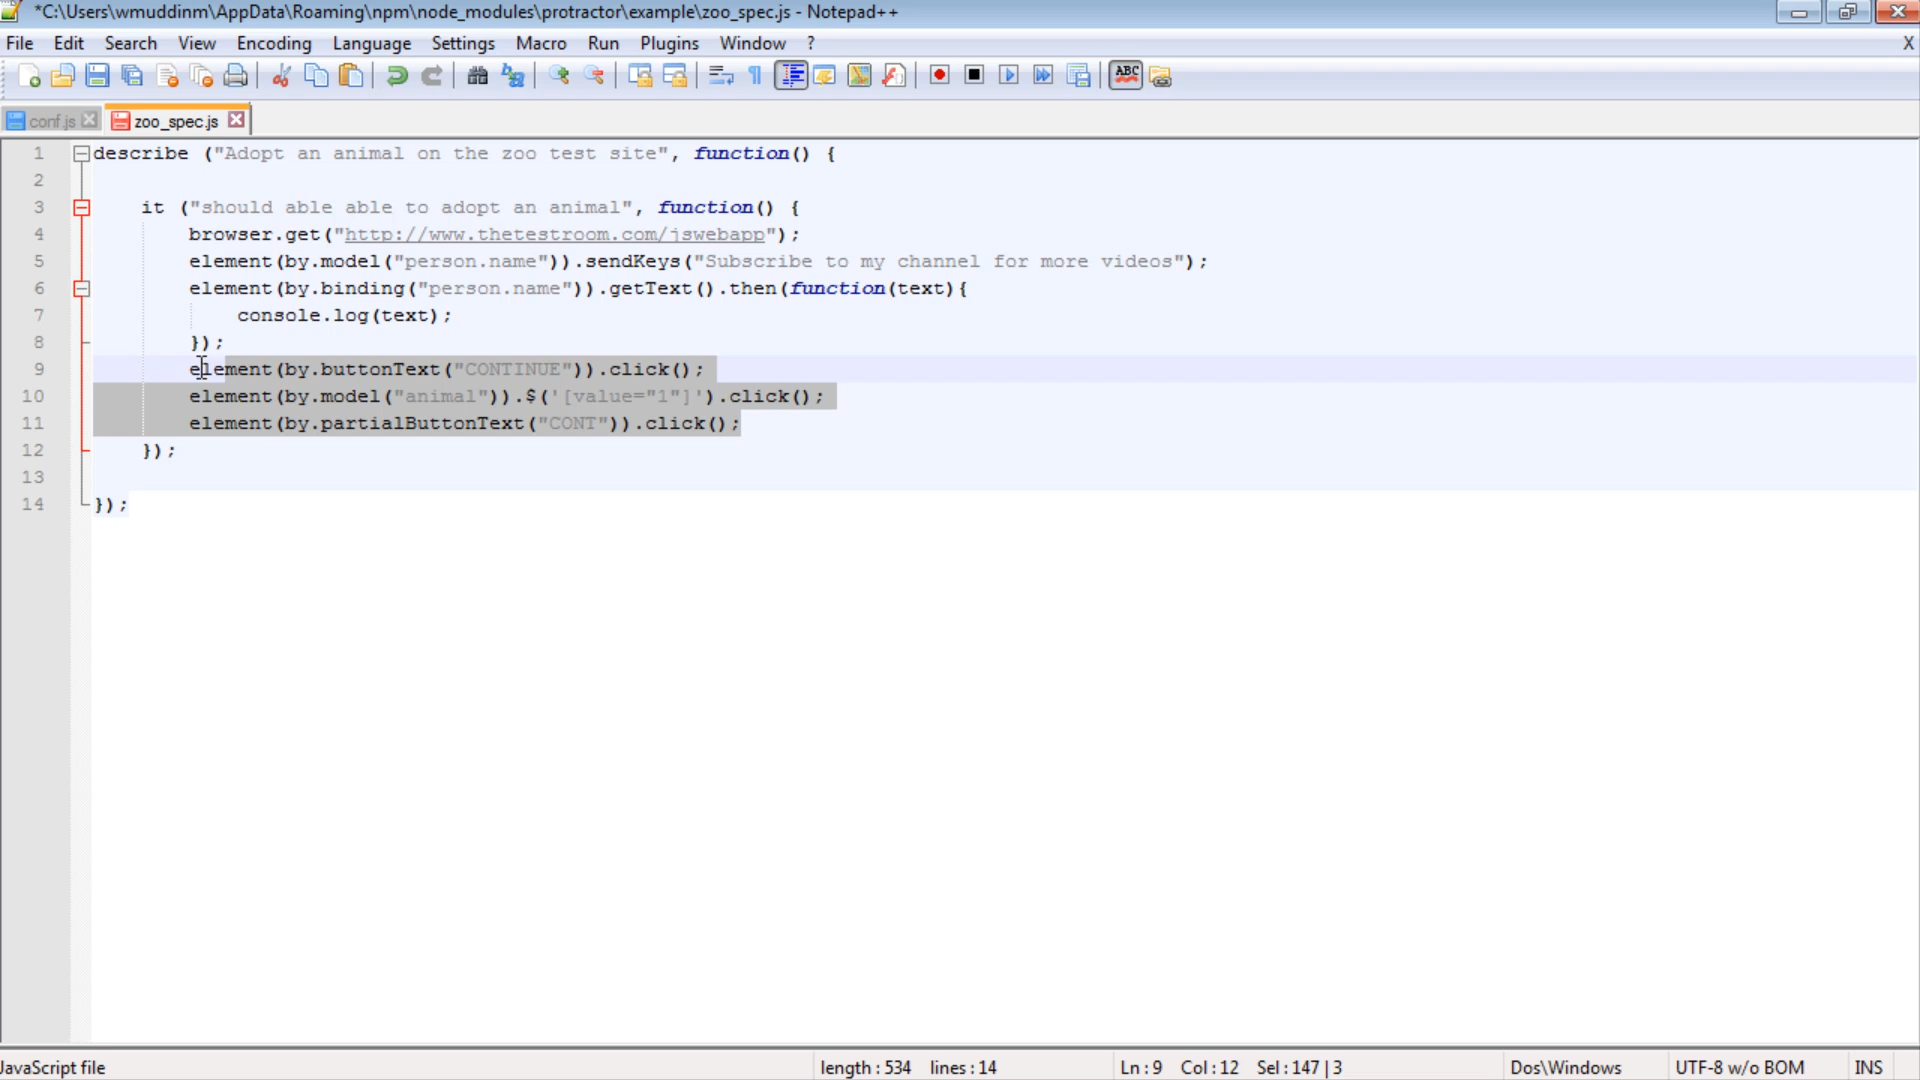 *C:\Users\wmuddinm\AppData\Roaming\npm\node_modules\protractor\example\zoo_spec.js - Notepad++
File Edit Search View Encoding Language Settings Macro Run Plugins Window ? X
ABC
conf.js zoo_spec.js
1 describe ("Adopt an animal on the zoo test site", function() {
2
3 it ("should able able to adopt an animal", function() {
4 browser.get("http://www.thetestroom.com/jswebapp");
5 element(by.model("person.name")).sendKeys("Subscribe to my channel for more videos");
6 element(by.binding("person.name")).getText().then(function(text){
7 console.log(text);
8 });
9 element(by.buttonText("CONTINUE")).click();
10 element(by.model("animal")).$('[value="1"]').click();
11 element(by.partialButtonText("CONT")).click();
12 });
13
14 });
JavaScript file length : 534 lines : 14 Ln : 9 Col : 12 Sel : 147 | 3 Dos\Windows UTF-8 w/o BOM INS